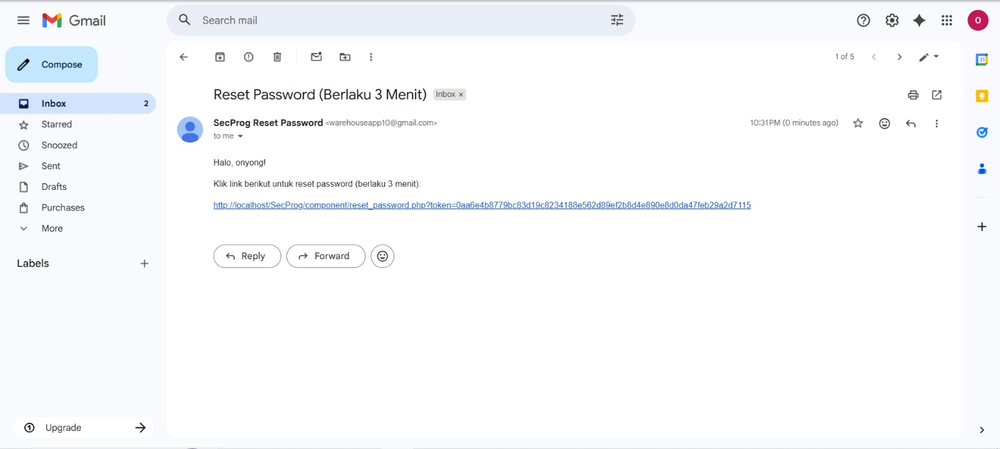 Gmail
Search mail
O
Compose
1 of 5
31
Reset Password (Berlaku 3 Menit) Inbox ×
Inbox 2
Starred
SecProg Reset Password <warehouseapp10@gmail.com> 10:31 PM (0 minutes ago)
to me
Snoozed
Sent
Halo, onyong!
Drafts
Klik link berikut untuk reset password (berlaku 3 menit):
Purchases
http://localhost/SecProg/component/reset_password.php?token=0aa6e4b8779bc83d19c8234188e562d89ef2b8d4e890e8d0da47feb29a2d7115
More
Reply Forward
Labels
1 Upgrade